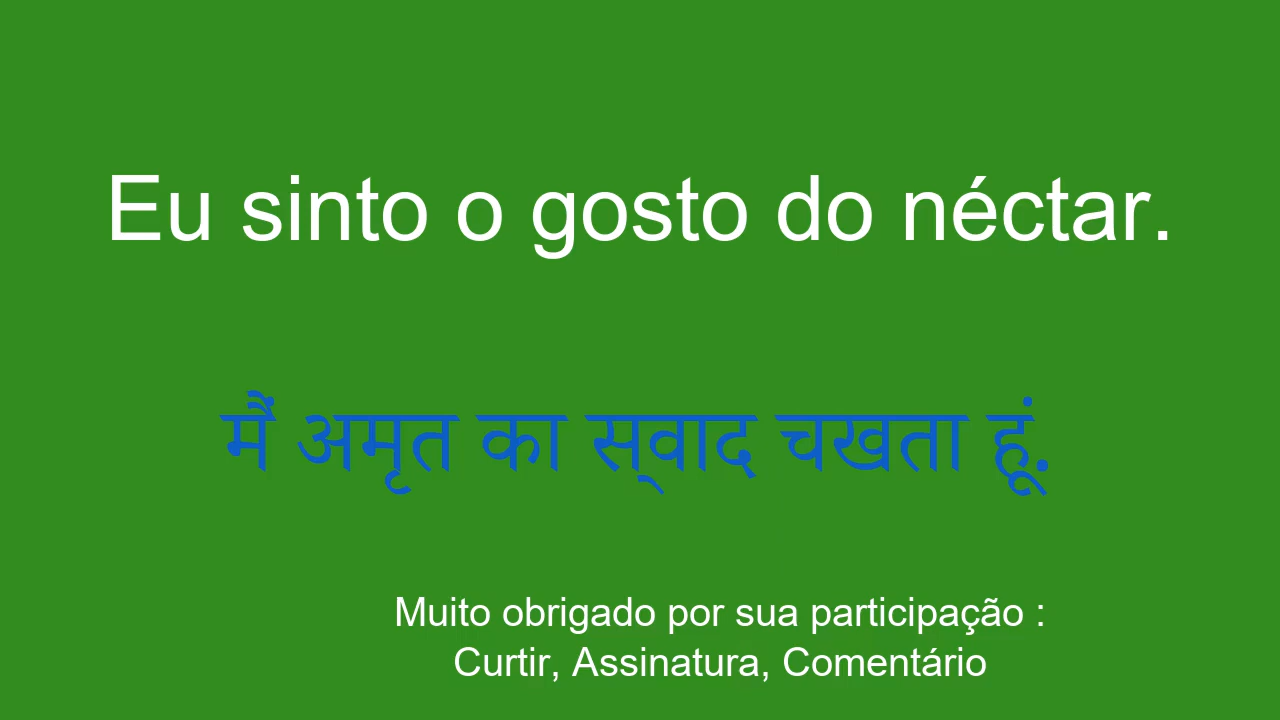 Eu sinto o gosto do néctar.
मैं अमृत का स्‌वाद चखता हूं.
Muito obrigado por sua participação :
Curtir, Assinatura, Comentário